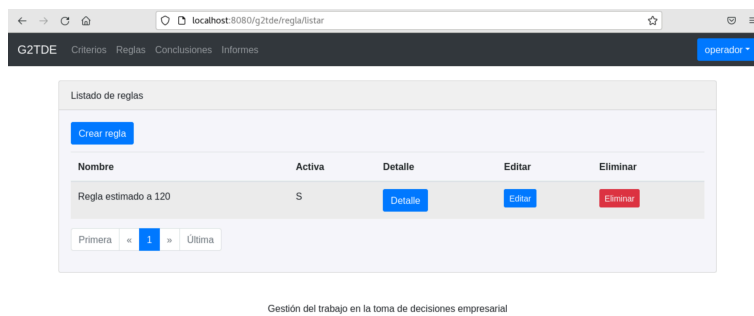 localhost:8080/g2tde/regla/listar
G2TDE Criterios Reglas Conclusiones Informes operador
Listado de reglas
Crear regla
Nombre Activa Detalle Editar Eliminar
Regla estimado a 120 S Detalle Editar Eliminar
Primera « 1 » Última
Gestión del trabajo en la toma de decisiones empresarial